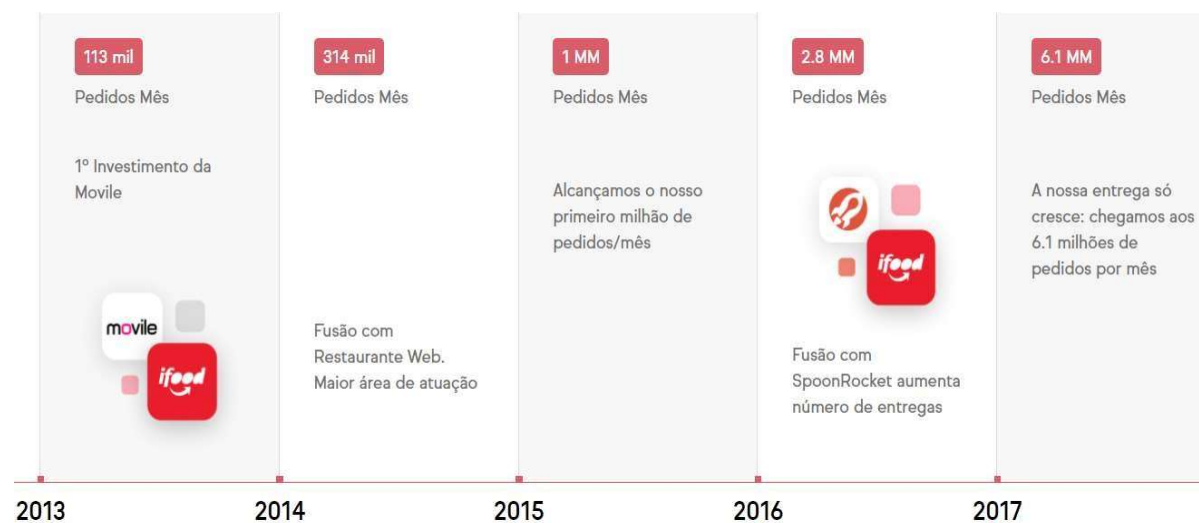 113 mil
Pedidos Mês
1º Investimento da
Movile
movile
ifood
314 mil
Pedidos Mês
Fusão com
Restaurante Web.
Maior área de atuação
1 MM
Pedidos Mês
Alcançamos o nosso
primeiro milhão de
pedidos/mês
2.8 MM
Pedidos Mês
ifood
Fusão com
SpoonRocket aumenta
número de entregas
6.1 MM
Pedidos Mês
A nossa entrega só
cresce: chegamos aos
6.1 milhões de
pedidos por mês
2013
2014
2015
2016
2017